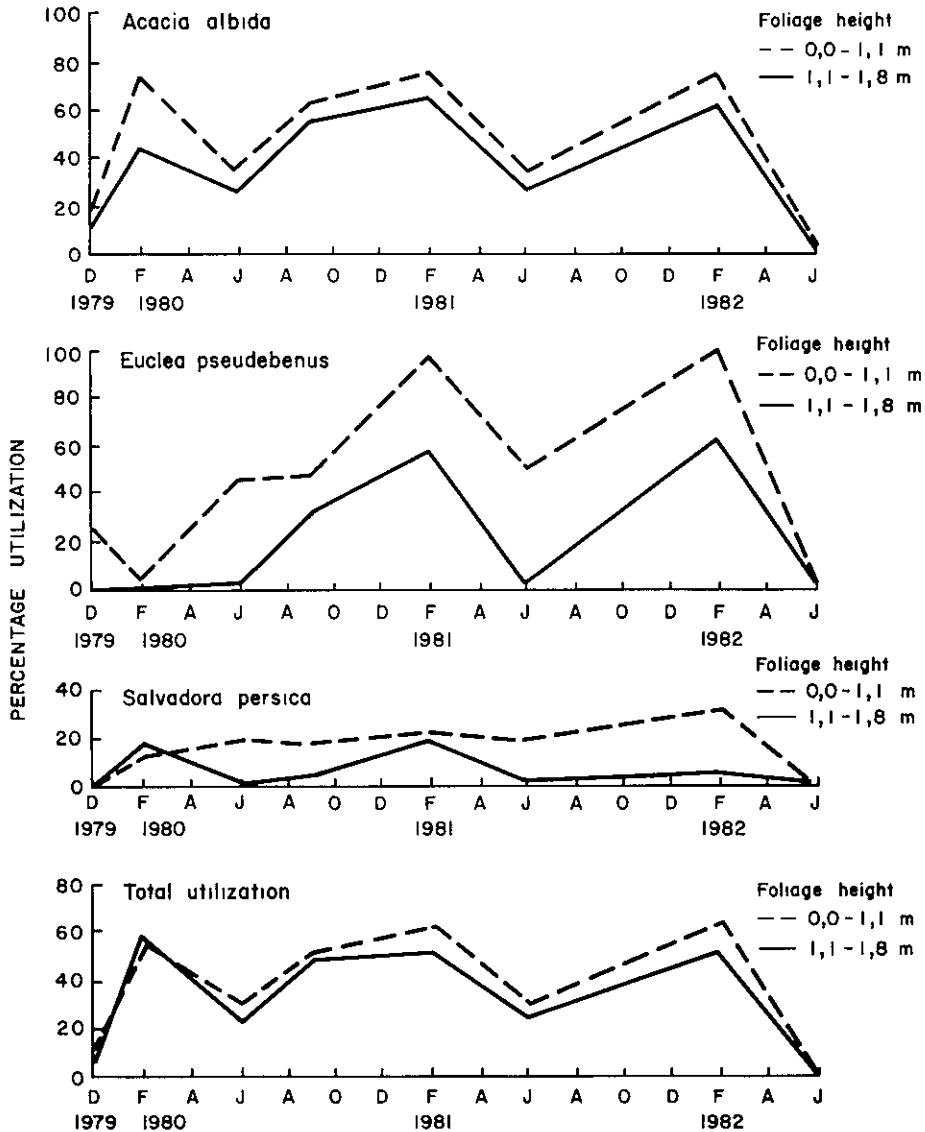 PERCENTAGE UTILIZATION
Acacia albida
Foliage height
0,0 - 1,1 m
1,1 - 1,8 m
100
80
60
40
20
0
D F A J A O D F A J A O D F A J
1979 1980 1981 1982
Euclea pseudebenus
Foliage height
0,0 - 1,1 m
1,1 - 1,8 m
100
80
60
40
20
0
D F A J A O D F A J A O D F A J
1979 1980 1981 1982
Salvadora persica
Foliage height
0,0 - 1,1 m
1,1 - 1,8 m
40
20
0
D F A J A O D F A J A O D F A J
1979 1980 1981 1982
Total utilization
Foliage height
0,0 - 1,1 m
1,1 - 1,8 m
80
60
40
20
0
D F A J A O D F A J A O D F A J
1979 1980 1981 1982